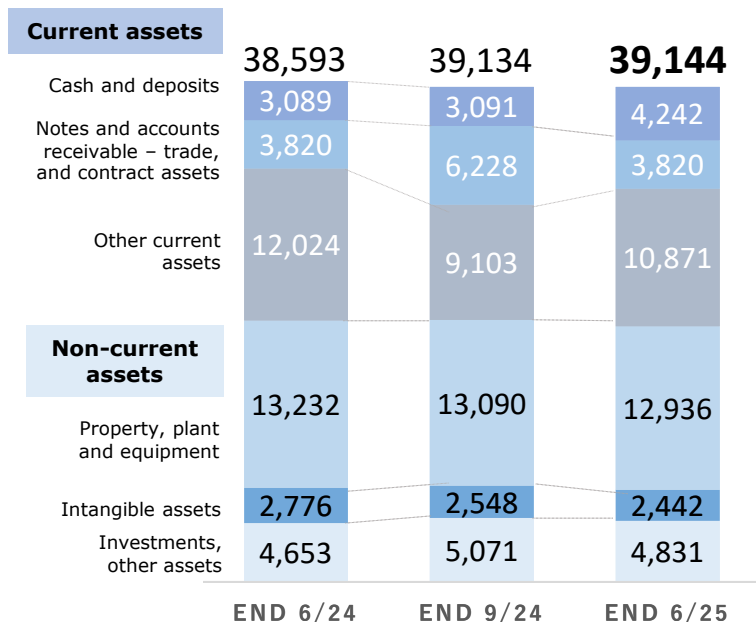 Current assets
38,593
39,134
39,144
Cash and deposits
3,089
3,091
4,242
Notes and accounts
receivable – trade,
and contract assets
3,820
6,228
3,820
Other current
assets
12,024
9,103
10,871
Non-current
assets
Property, plant
and equipment
13,232
13,090
12,936
Intangible assets
2,776
2,548
2,442
Investments,
other assets
4,653
5,071
4,831
END 6/24
END 9/24
END 6/25